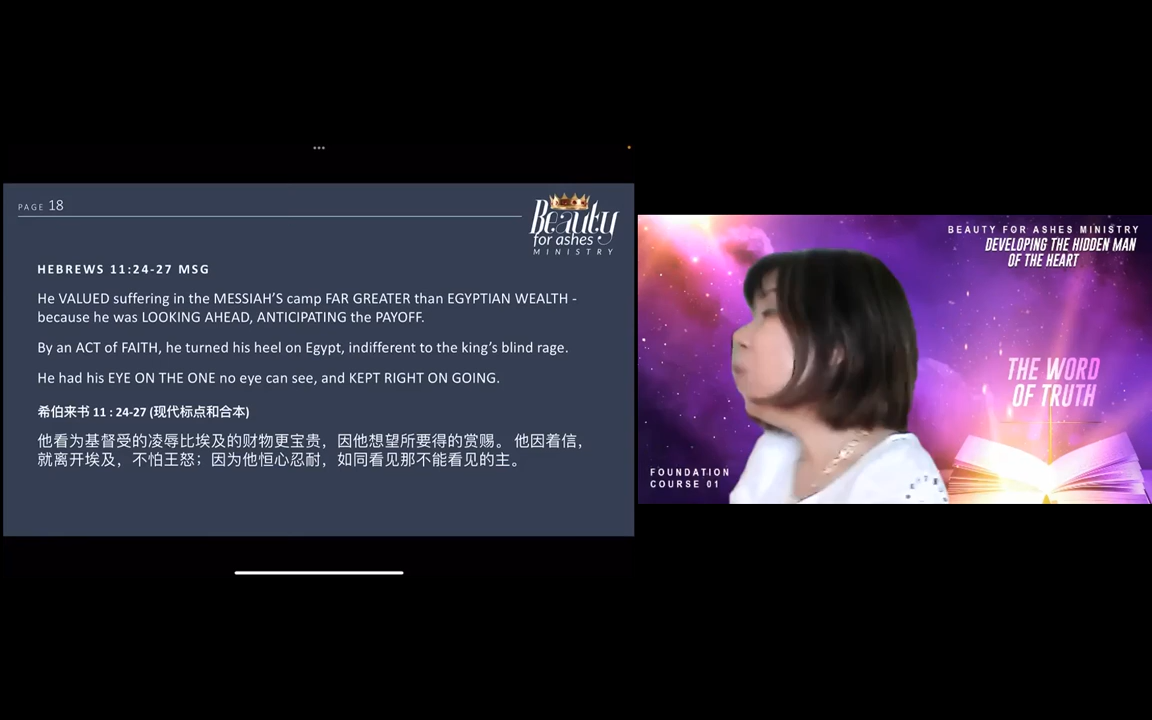 PAGE 18
Beauty
for ashes
MINISTRY
HEBREWS 11:24-27 MSG
He VALUED suffering in the MESSIAH'S camp FAR GREATER than EGYPTIAN WEALTH -
because he was LOOKING AHEAD, ANTICIPATING the PAYOFF.
By an ACT of FAITH, he turned his heel on Egypt, indifferent to the king's blind rage.
He had his EYE ON THE ONE no eye can see, and KEPT RIGHT ON GOING.
希伯来书 11 : 24-27 (现代标点和合本)
他看为基督受的凌辱比埃及的财物更宝贵，因他想望所要得的赏赐。 他因着信，
就离开埃及，不怕王怒；因为他恒心忍耐，如同看见那不能看见的主。
BEAUTY FOR ASHES MINISTRY
DEVELOPING THE HIDDEN MAN
OF THE HEART
THE WORD
OF TRUTH
FOUNDATION
COURSE 01